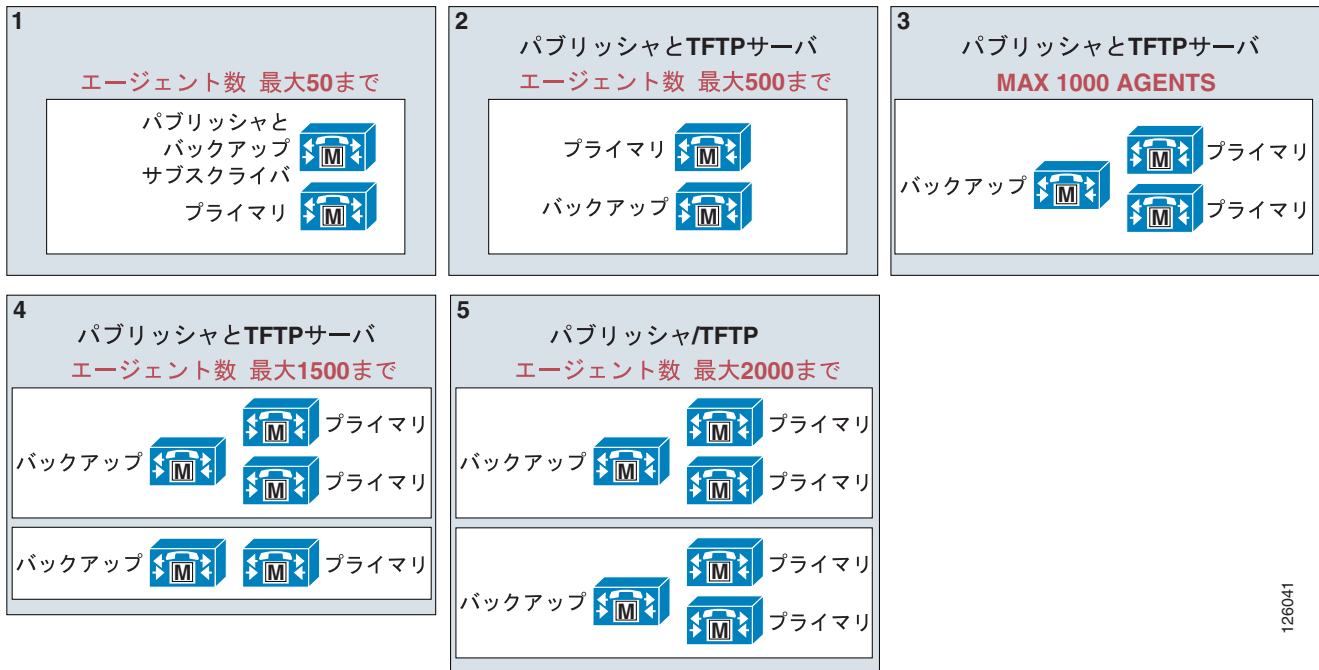 1
エージェント数 最大50まで
パブリッシャと
バックアップ
サブスクライバ
M
プライマリ
M
2
パブリッシャとTFTPサーバ
エージェント数 最大500まで
プライマリ
M
バックアップ
M
3
パブリッシャとTFTPサーバ
MAX 1000 AGENTS
バックアップ
M
M
プライマリ
M
プライマリ
4
パブリッシャとTFTPサーバ
エージェント数 最大1500まで
バックアップ
M
M
プライマリ
M
プライマリ
バックアップ
M
M
プライマリ
5
パブリッシャ/TFTP
エージェント数 最大2000まで
バックアップ
M
M
プライマリ
M
プライマリ
バックアップ
M
M
プライマリ
M
プライマリ
126041